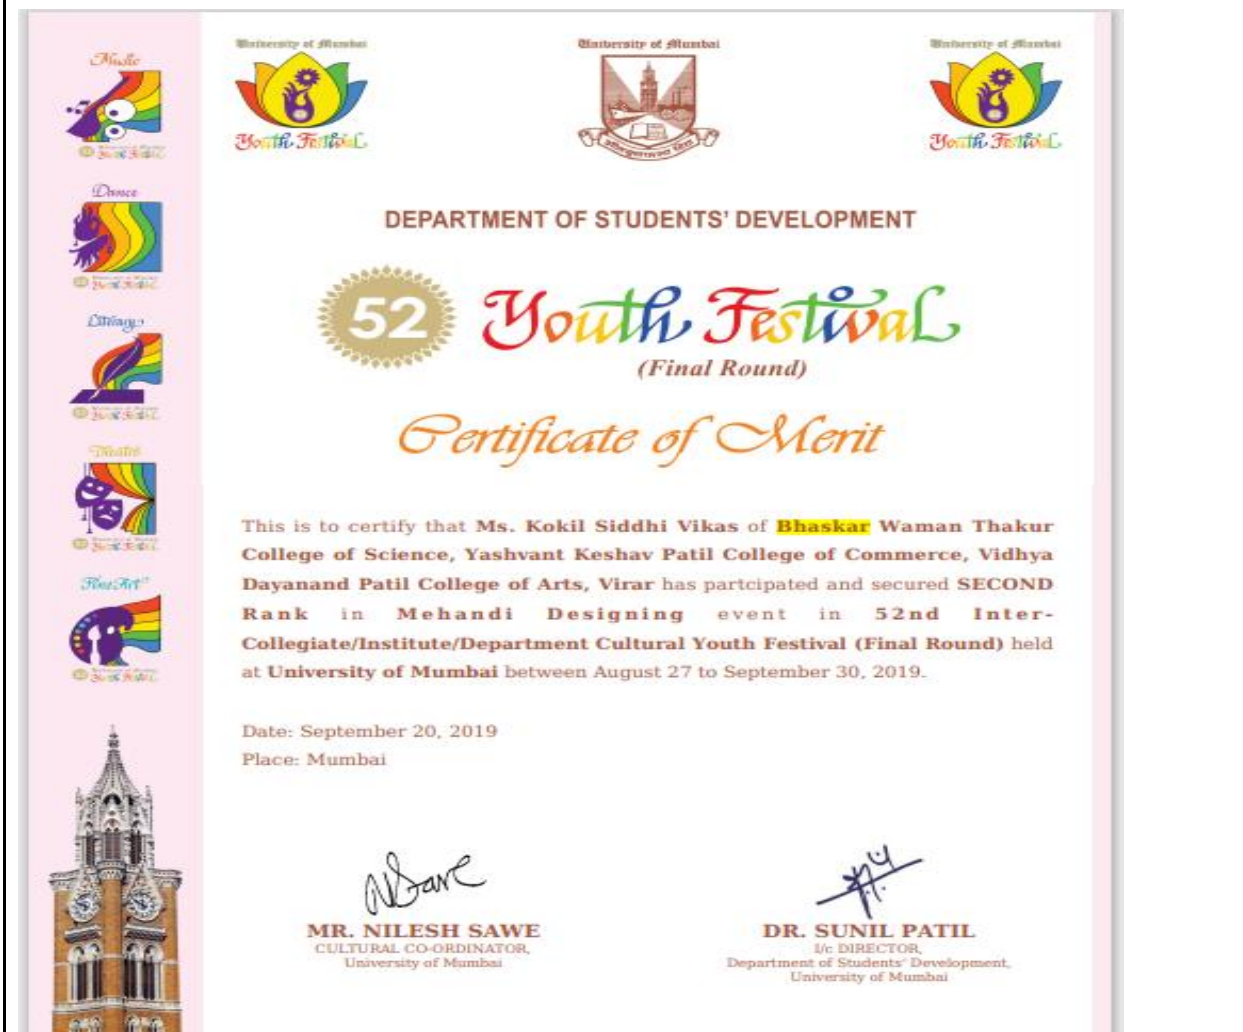 Music
Dance
Literary
Theatre
Fine Art
University of Mumbai
Youth Festival
University of Mumbai
University of Mumbai
Youth Festival
DEPARTMENT OF STUDENTS' DEVELOPMENT
52 Youth Festival
(Final Round)
Certificate of Merit
This is to certify that Ms. Kokil Siddhi Vikas of Bhaskar Waman Thakur
College of Science, Yashvant Keshav Patil College of Commerce, Vidhya
Dayanand Patil College of Arts, Virar has partcipated and secured SECOND
Rank in Mehandi Designing event in 52nd Inter-
Collegiate/Institute/Department Cultural Youth Festival (Final Round) held
at University of Mumbai between August 27 to September 30, 2019.
Date: September 20, 2019
Place: Mumbai
NSawe
MR. NILESH SAWE
CULTURAL CO-ORDINATOR,
University of Mumbai
DR. SUNIL PATIL
I/c DIRECTOR,
Department of Students' Development,
University of Mumbai